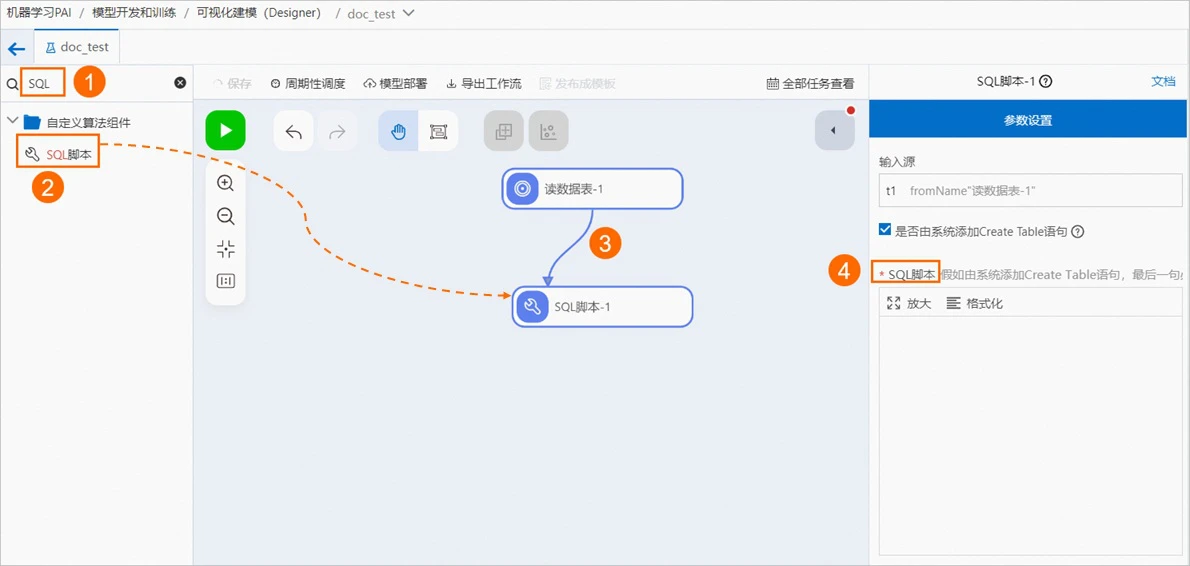 机器学习PAI / 模型开发和训练 / 可视化建模（Designer） / doc_test
doc_test
SQL
1
保存 周期性调度 模型部署 导出工作流 发布成模板 全部任务查看
SQL脚本-1 文档
自定义算法组件
SQL脚本
2
参数设置
输入源
t1 fromName"读数据表-1"
是否由系统添加Create Table语句
读数据表-1
3
4
* SQL脚本 假如由系统添加Create Table语句，最后一句
SQL脚本-1
放大 格式化